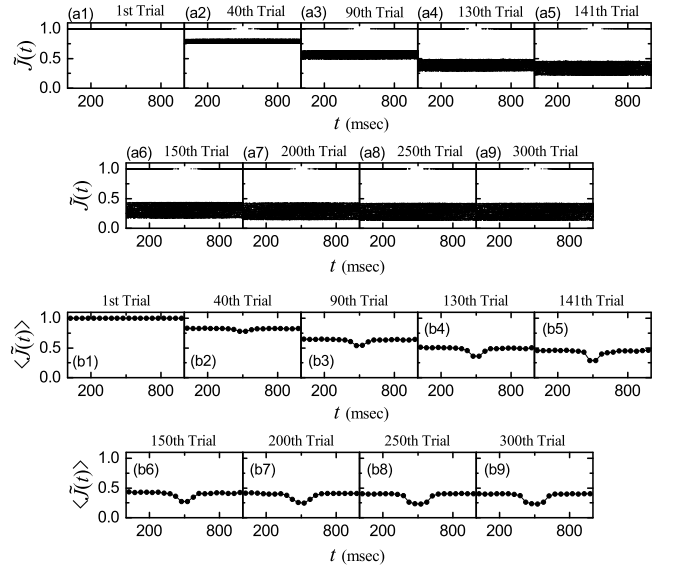 (a1) 1st Trial (a2) 40th Trial (a3) 90th Trial (a4) 130th Trial (a5) 141th Trial
1.0
0.5
0.0
J̃(t)
200 800 200 800 200 800 200 800 200 800
t (msec)
(a6) 150th Trial (a7) 200th Trial (a8) 250th Trial (a9) 300th Trial
1.0
0.5
0.0
J̃(t)
200 800 200 800 200 800 200 800
t (msec)
1st Trial 40th Trial 90th Trial 130th Trial 141th Trial
1.0
0.5
0.0
<J̃(t)>
(b1) (b2) (b3) (b4) (b5)
200 800 200 800 200 800 200 800 200 800
t (msec)
150th Trial 200th Trial 250th Trial 300th Trial
1.0
0.5
0.0
<J̃(t)>
(b6) (b7) (b8) (b9)
200 800 200 800 200 800 200 800
t (msec)